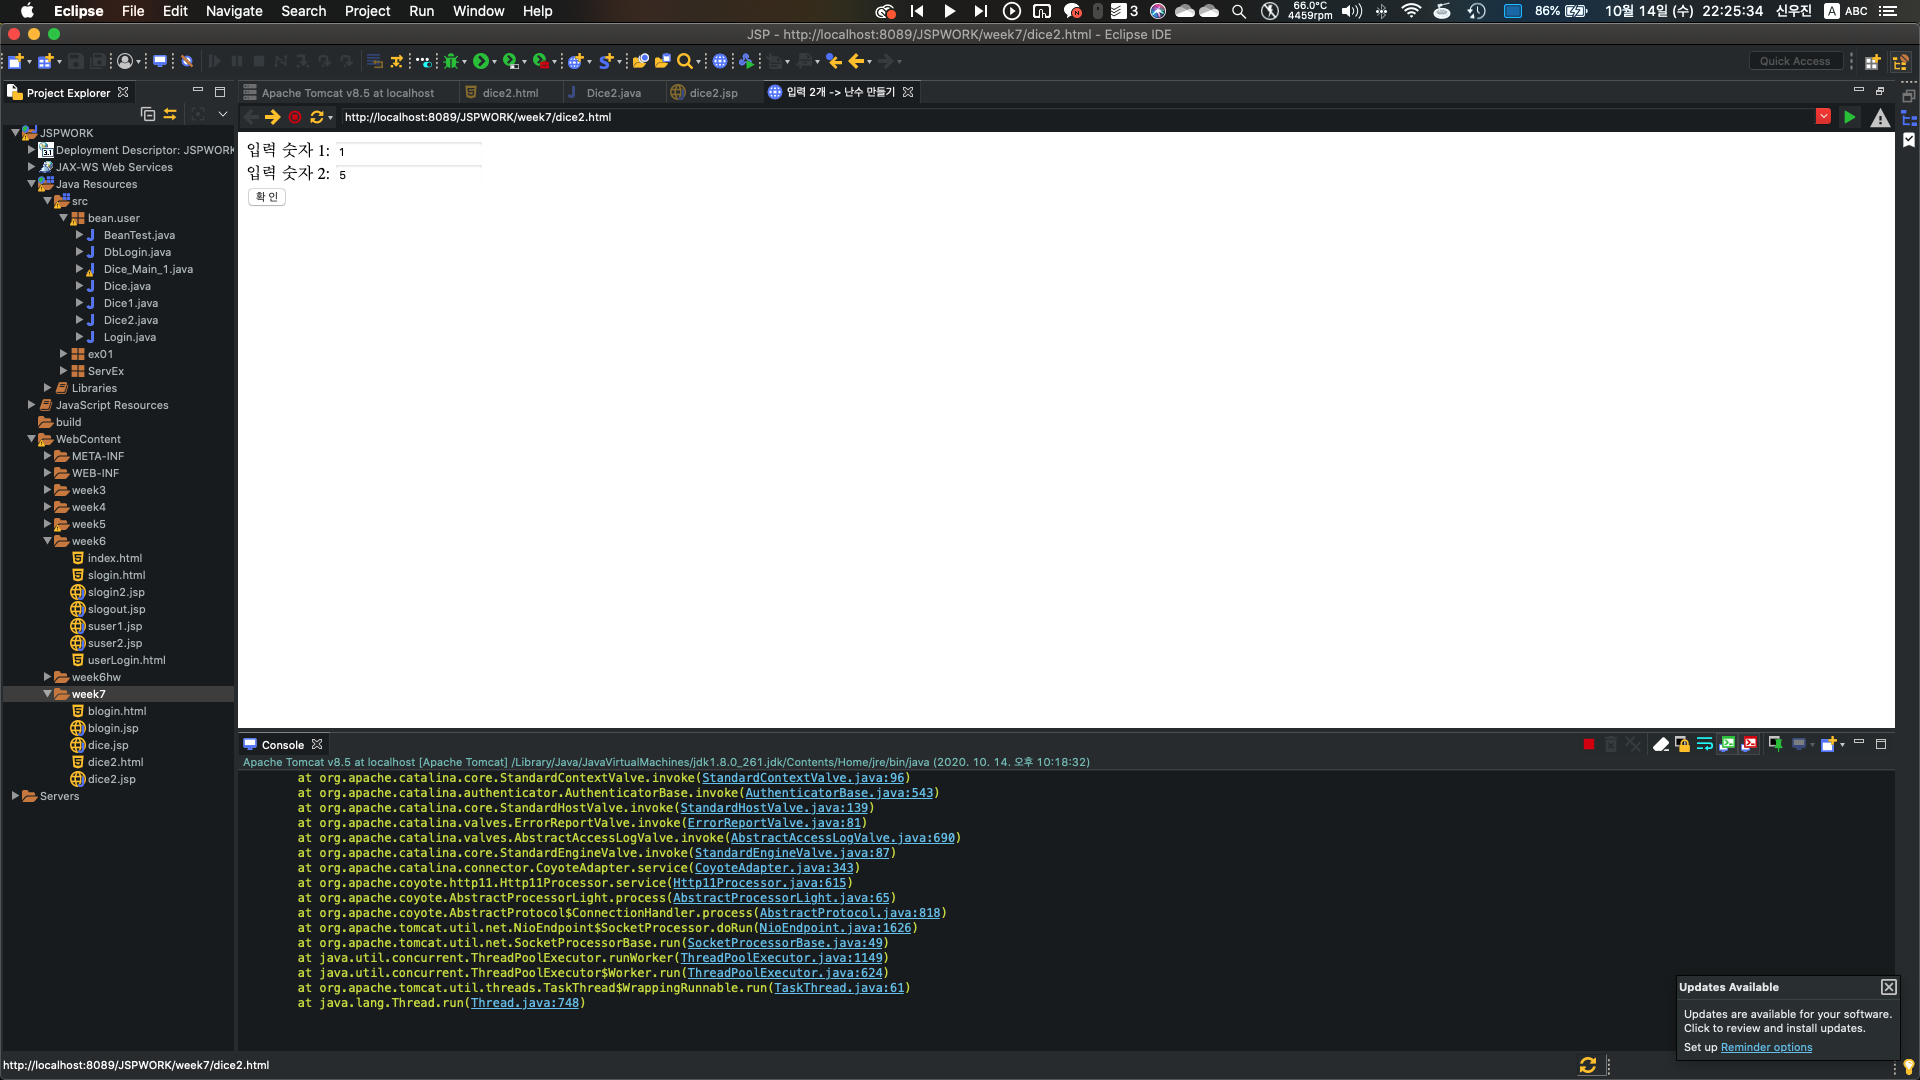 Eclipse File Edit Navigate Search Project Run Window Help
3 66.0°C 4459rpm 86% 10월 14일 (수) 22:25:34 신우진 A ABC
JSP - http://localhost:8089/JSPWORK/week7/dice2.html - Eclipse IDE
Quick Access
Project Explorer
Apache Tomcat v8.5 at localhost dice2.html Dice2.java dice2.jsp 입력 2개 -> 난수 만들기
http://localhost:8089/JSPWORK/week7/dice2.html
JSPWORK
Deployment Descriptor: JSPWORK
JAX-WS Web Services
Java Resources
src
bean.user
BeanTest.java
DbLogin.java
Dice_Main_1.java
Dice.java
Dice1.java
Dice2.java
Login.java
ex01
ServEx
Libraries
JavaScript Resources
build
WebContent
META-INF
WEB-INF
week3
week4
week5
week6
index.html
slogin.html
slogin2.jsp
slogout.jsp
suser1.jsp
suser2.jsp
userLogin.html
week6hw
week7
blogin.html
blogin.jsp
dice.jsp
dice2.html
dice2.jsp
Servers
입력 숫자 1: 1
입력 숫자 2: 5
확 인
Console
Apache Tomcat v8.5 at localhost [Apache Tomcat] /Library/Java/JavaVirtualMachines/jdk1.8.0_261.jdk/Contents/Home/jre/bin/java (2020. 10. 14. 오후 10:18:32)
at org.apache.catalina.core.StandardContextValve.invoke(StandardContextValve.java:96)
at org.apache.catalina.authenticator.AuthenticatorBase.invoke(AuthenticatorBase.java:543)
at org.apache.catalina.core.StandardHostValve.invoke(StandardHostValve.java:139)
at org.apache.catalina.valves.ErrorReportValve.invoke(ErrorReportValve.java:81)
at org.apache.catalina.valves.AbstractAccessLogValve.invoke(AbstractAccessLogValve.java:690)
at org.apache.catalina.core.StandardEngineValve.invoke(StandardEngineValve.java:87)
at org.apache.catalina.connector.CoyoteAdapter.service(CoyoteAdapter.java:343)
at org.apache.coyote.http11.Http11Processor.service(Http11Processor.java:615)
at org.apache.coyote.AbstractProcessorLight.process(AbstractProcessorLight.java:65)
at org.apache.coyote.AbstractProtocol$ConnectionHandler.process(AbstractProtocol.java:818)
at org.apache.tomcat.util.net.NioEndpoint$SocketProcessor.doRun(NioEndpoint.java:1626)
at org.apache.tomcat.util.net.SocketProcessorBase.run(SocketProcessorBase.java:49)
at java.util.concurrent.ThreadPoolExecutor.runWorker(ThreadPoolExecutor.java:1149)
at java.util.concurrent.ThreadPoolExecutor$Worker.run(ThreadPoolExecutor.java:624)
at org.apache.tomcat.util.threads.TaskThread$WrappingRunnable.run(TaskThread.java:61)
at java.lang.Thread.run(Thread.java:748)
Updates Available
Updates are available for your software.
Click to review and install updates.
Set up Reminder options
http://localhost:8089/JSPWORK/week7/dice2.html